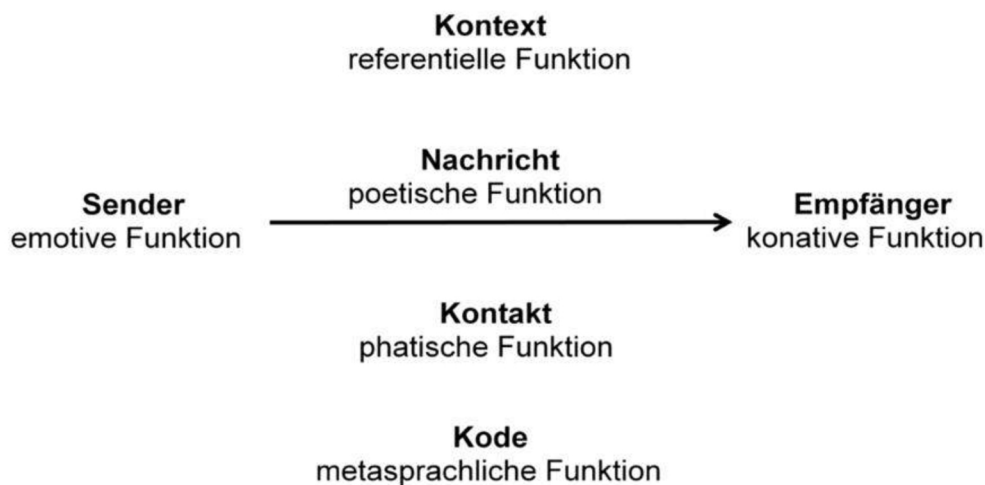 Kontext
referentielle Funktion
Nachricht
poetische Funktion
Sender
emotive Funktion
Empfänger
konative Funktion
Kontakt
phatische Funktion
Kode
metasprachliche Funktion